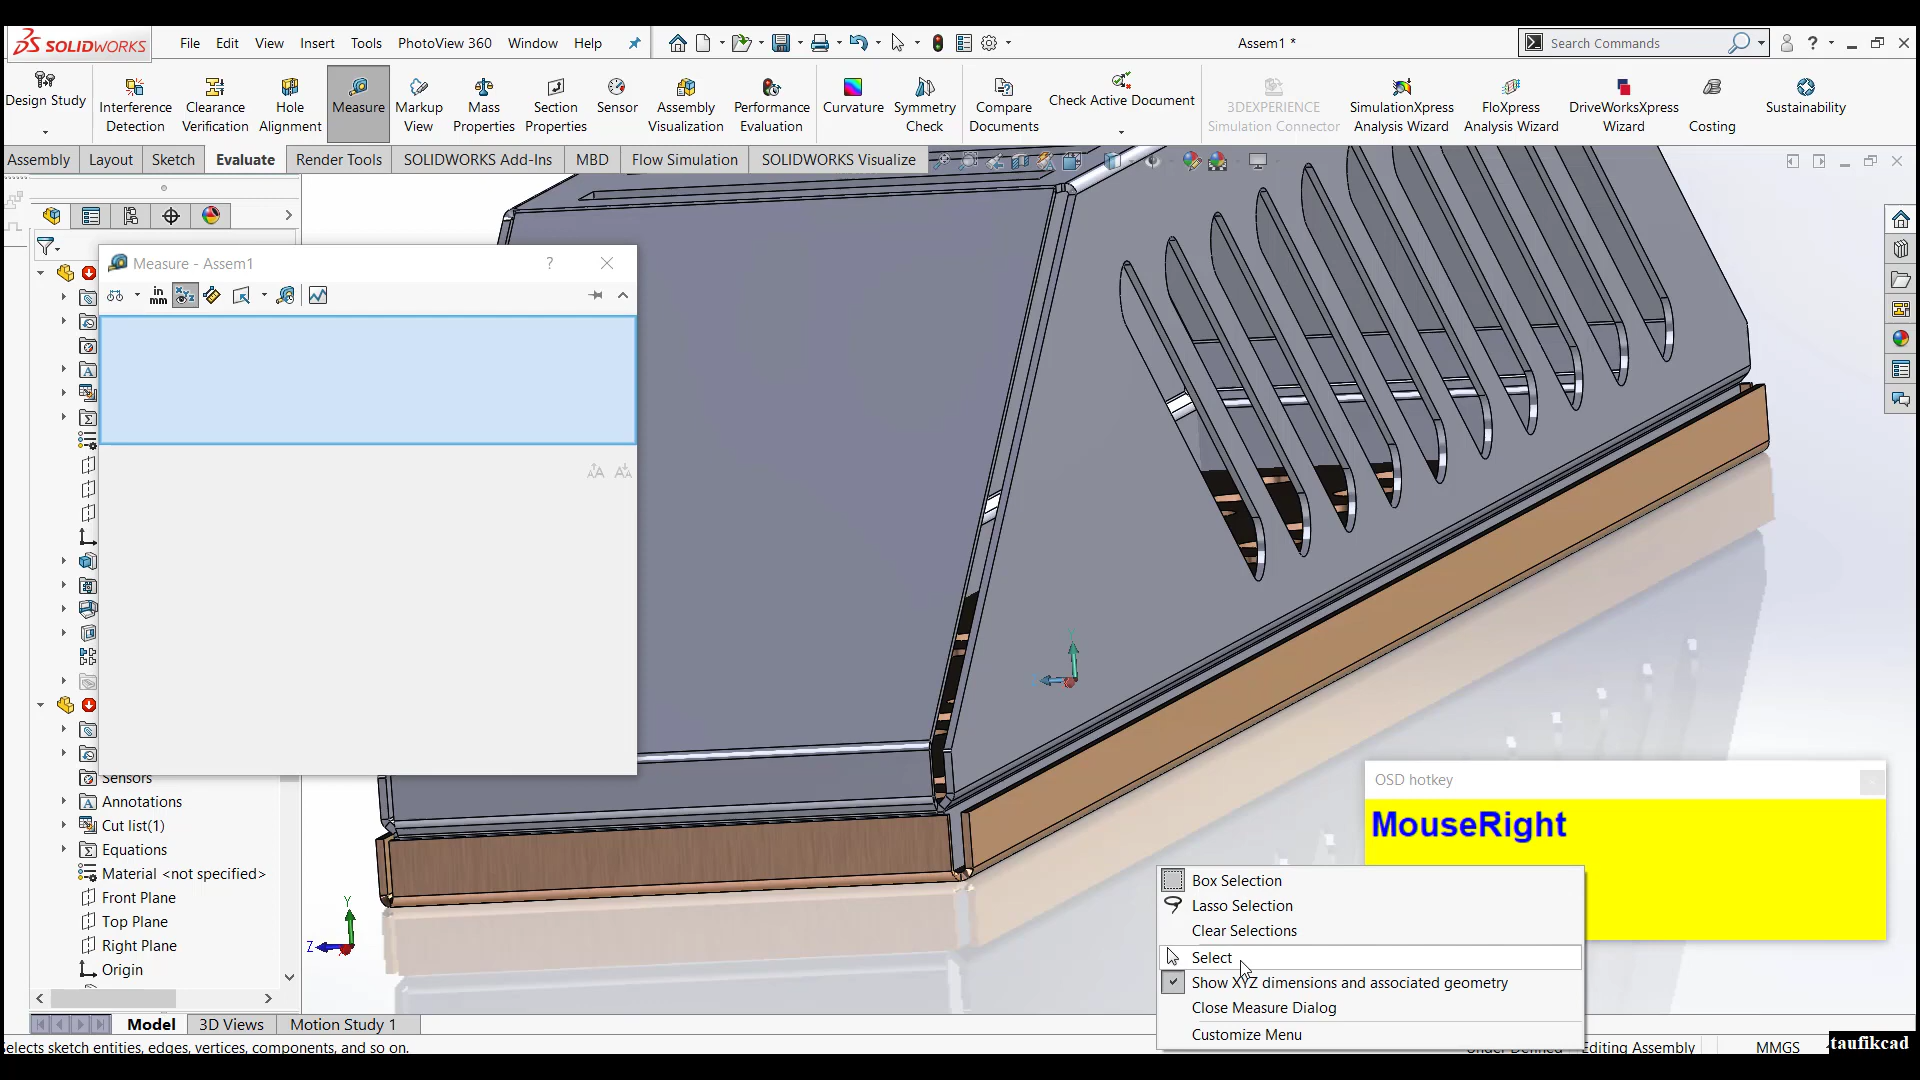 SOLIDWORKS
File Edit View Insert Tools PhotoView 360 Window Help
Assem1 *
Search Commands
?
Design Study
Interference Detection
Clearance Verification
Hole Alignment
Measure
Markup View
Mass Properties
Section Properties
Sensor
Assembly Visualization
Performance Evaluation
Curvature
Symmetry Check
Compare Documents
Check Active Document
3DEXPERIENCE Simulation Connector
SimulationXpress Analysis Wizard
FloXpress Analysis Wizard
DriveWorksXpress Wizard
Costing
Sustainability
Assembly Layout Sketch Evaluate Render Tools SOLIDWORKS Add-Ins MBD Flow Simulation SOLIDWORKS Visualize
Measure - Assem1 ?
in
mm
Sensors
Annotations
Cut list(1)
Equations
Material <not specified>
Front Plane
Top Plane
Right Plane
Origin
Y
Z
OSD hotkey
MouseRight
Box Selection
Lasso Selection
Clear Selections
Select
Show XYZ dimensions and associated geometry
Close Measure Dialog
Customize Menu
Model 3D Views Motion Study 1
Selects sketch entities, edges, vertices, components, and so on.
Under Defined Editing Assembly MMGS
taufikcad